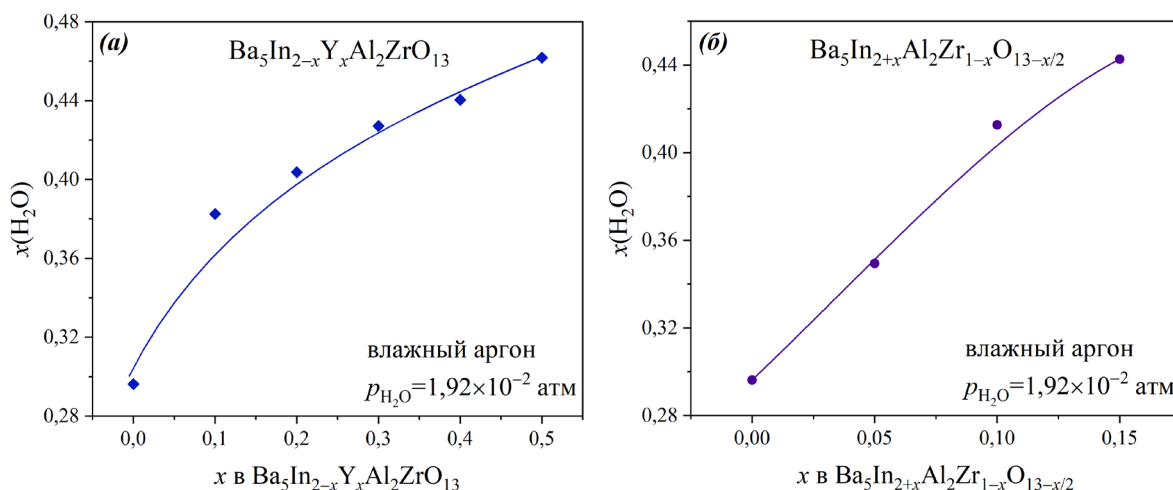 (а)
Ba₅In₂₋ₓYₓAl₂ZrO₁₃
0,48
0,44
0,40
0,36
0,32
0,28
x(H₂O)
влажный аргон
p_H₂O=1,92×10⁻² атм
0,0 0,1 0,2 0,3 0,4 0,5
x в Ba₅In₂₋ₓYₓAl₂ZrO₁₃
(б)
Ba₅In₂₊ₓAl₂Zr₁₋ₓO₁₃₋ₓ/₂
0,44
0,40
0,36
0,32
0,28
x(H₂O)
влажный аргон
p_H₂O=1,92×10⁻² атм
0,00 0,05 0,10 0,15
x в Ba₅In₂₊ₓAl₂Zr₁₋ₓO₁₃₋ₓ/₂